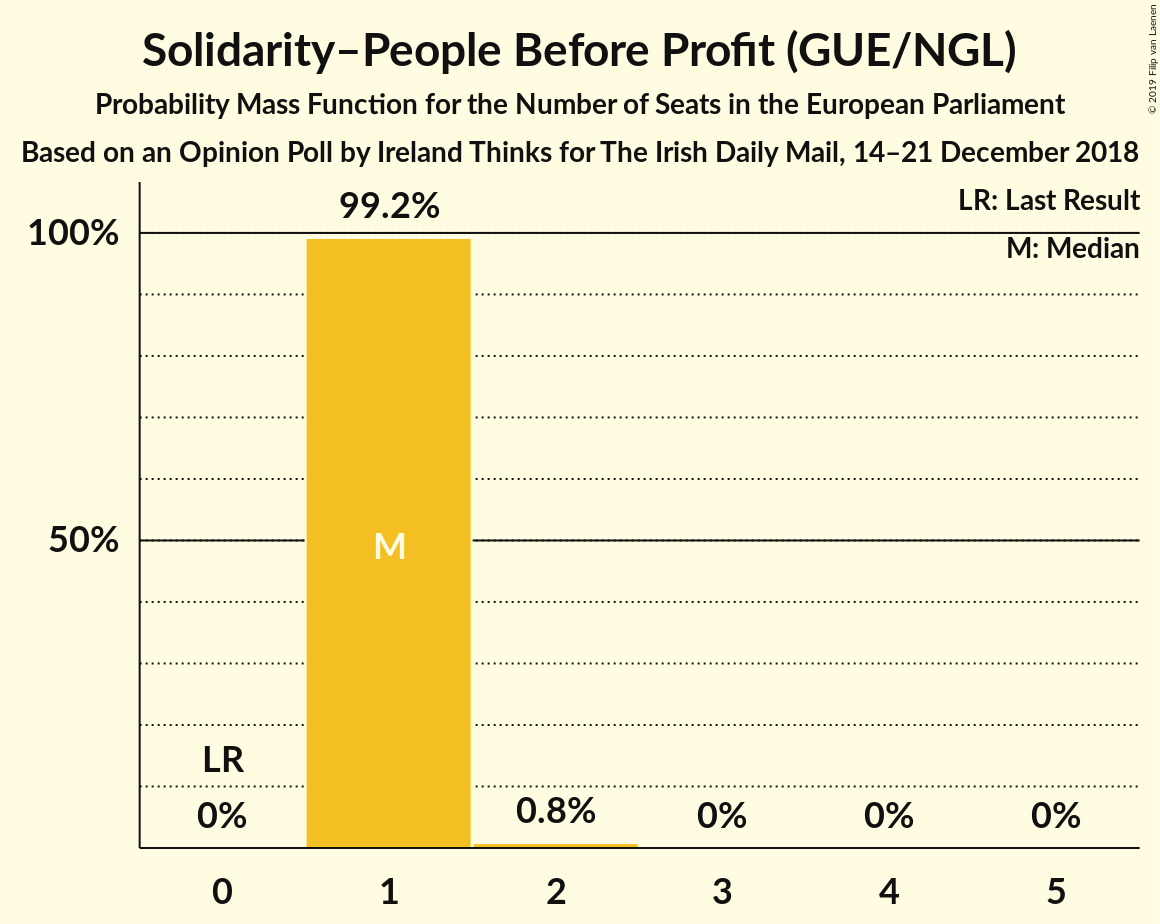 Solidarity–People Before Profit (GUE/NGL)
Probability Mass Function for the Number of Seats in the European Parliament
Based on an Opinion Poll by Ireland Thinks for The Irish Daily Mail, 14–21 December 2018
© 2019 Filip van Laenen
LR: Last Result
M: Median
99.2%
100%
50%
M
LR
0%
0.8%
0%
0%
0%
0
1
2
3
4
5